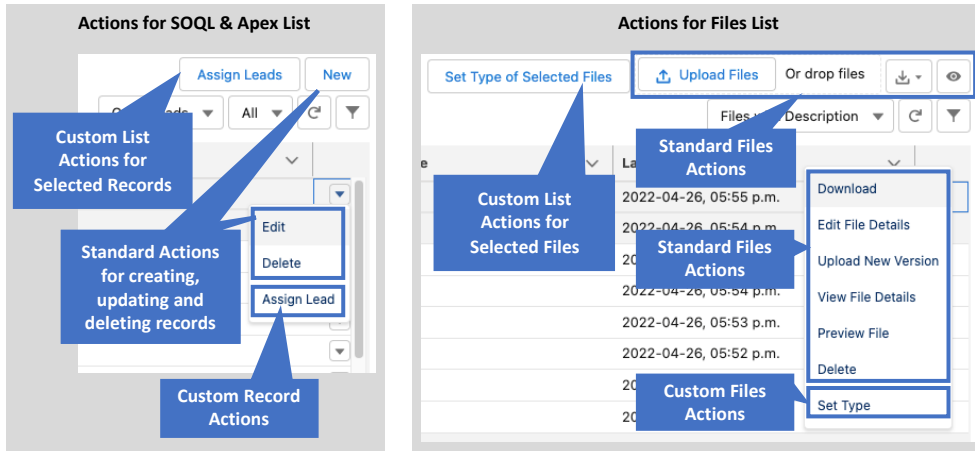 Actions for SOQL & Apex List
Assign Leads
New
All
Custom List
Actions for
Selected Records
Edit
Delete
Assign Lead
Standard Actions
for creating,
updating and
deleting records
Custom Record
Actions
Actions for Files List
Set Type of Selected Files
Upload Files
Or drop files
Files Description
Standard Files
Actions
e
La
Custom List
Actions for
Selected Files
2022-04-26, 05:55 p.m.
2022-04-26, 05:54 p.m.
20
2022-04-26, 05:54 p.m.
2022-04-26, 05:53 p.m.
2022-04-26, 05:52 p.m.
20
20
Standard Files
Actions
Download
Edit File Details
Upload New Version
View File Details
Preview File
Delete
Set Type
Custom Files
Actions